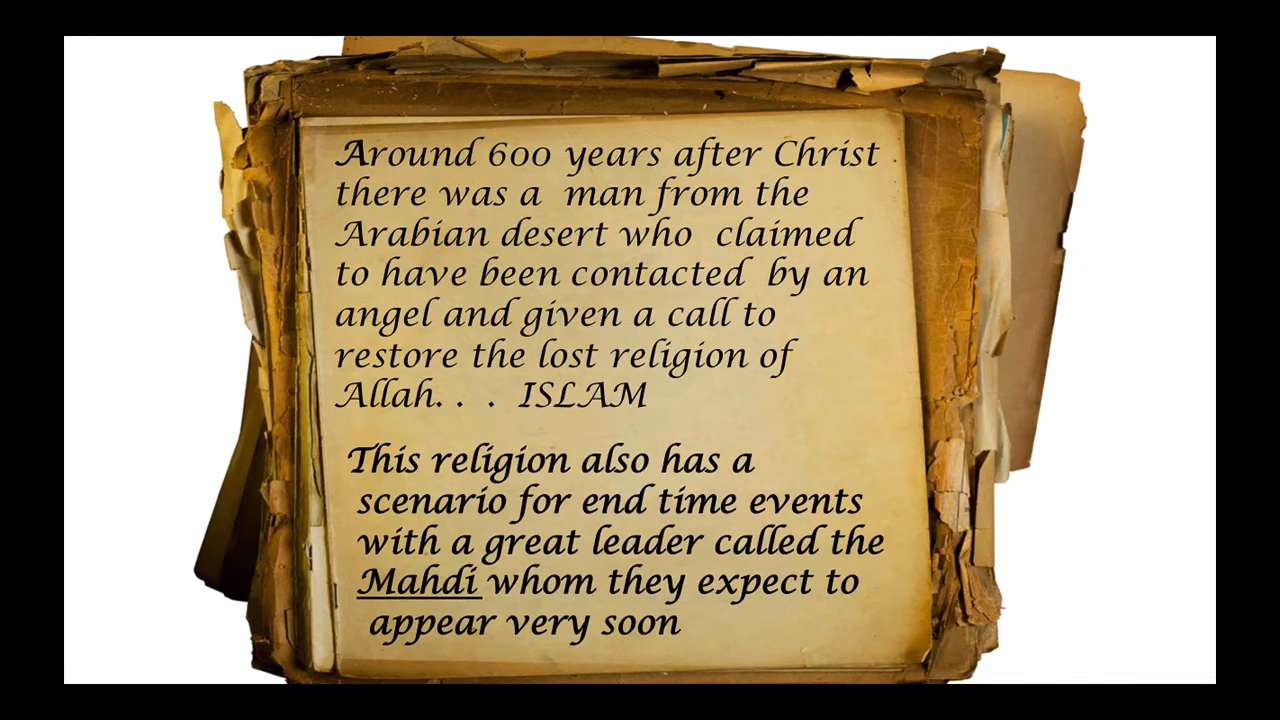 Around 600 years after Christ
there was a man from the
Arabian desert who claimed
to have been contacted by an
angel and given a call to
restore the lost religion of
Allah. . . ISLAM
This religion also has a
scenario for end time events
with a great leader called the
Mahdi whom they expect to
appear very soon